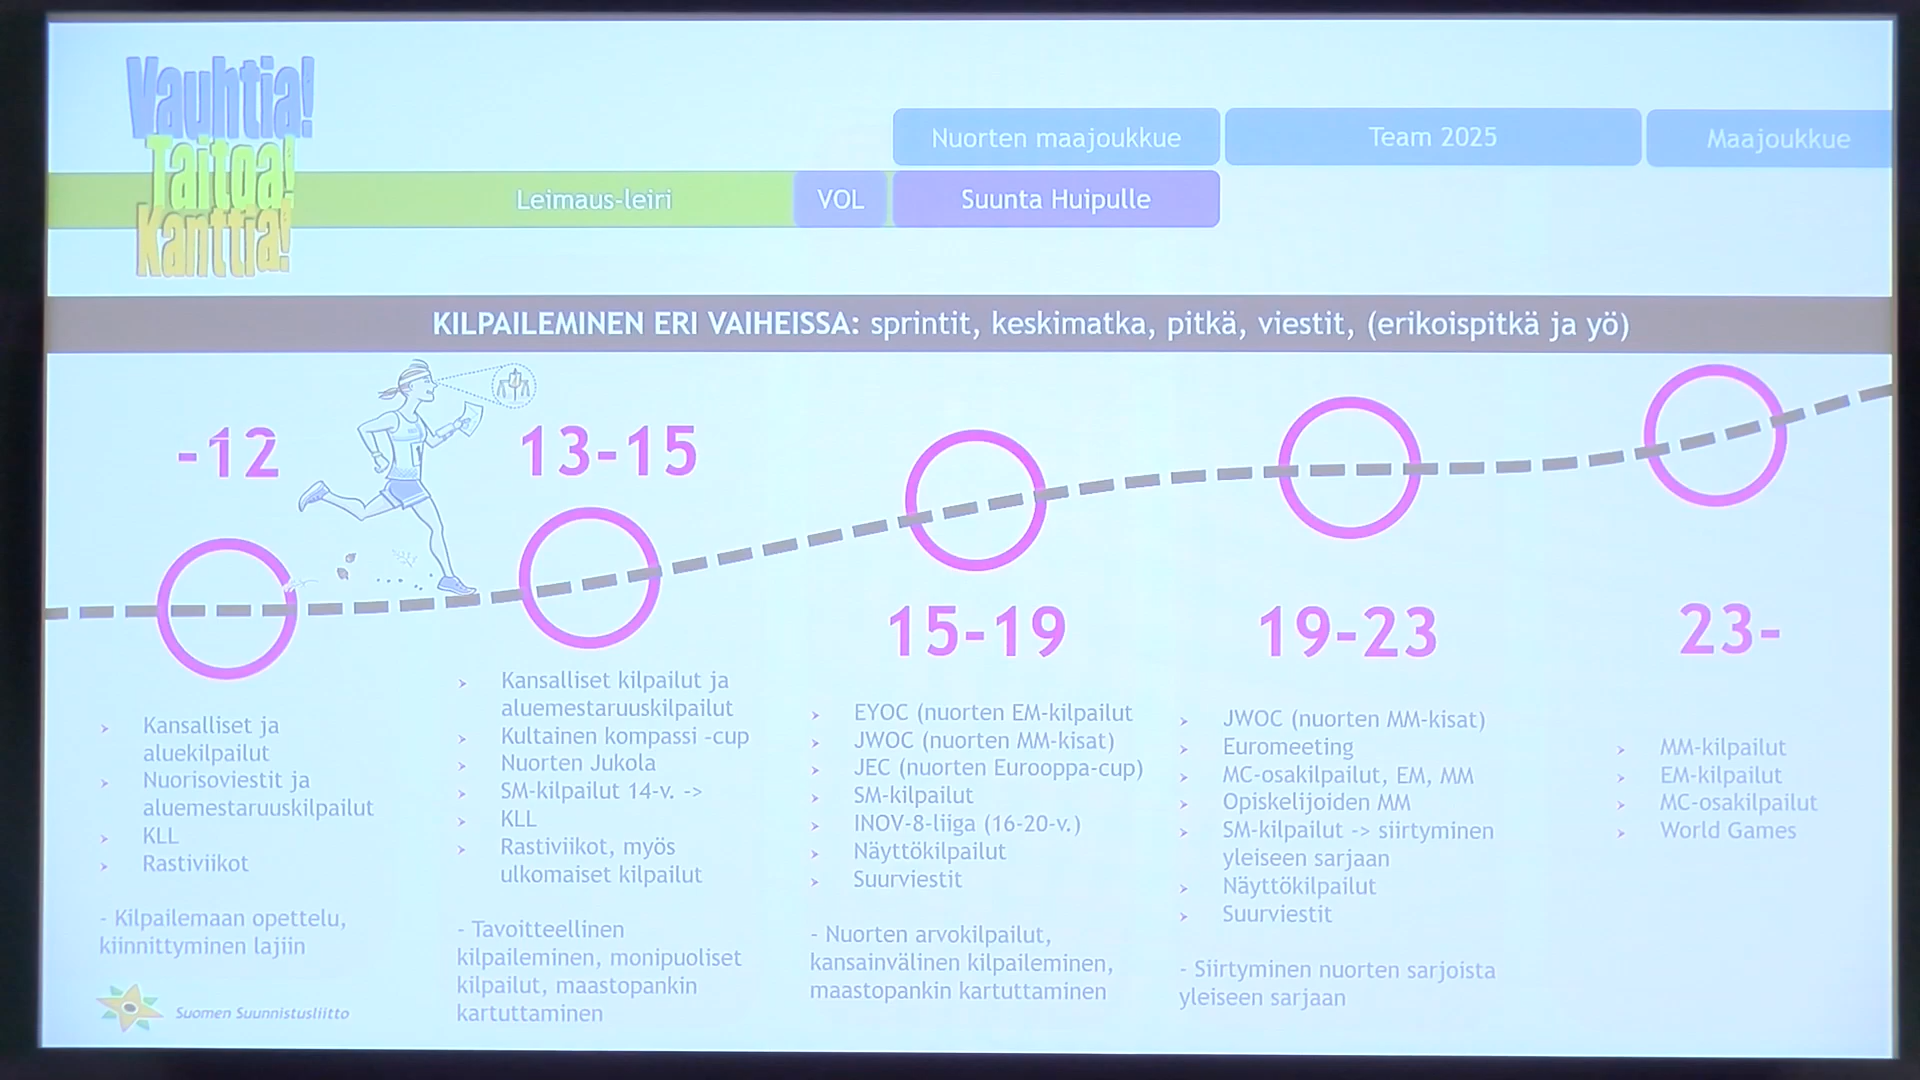 Vauhtia!
Taitoa!
Kanttia!
Nuorten maajoukkue
Team 2025
Maajoukkue
Leimaus-leiri
VOL
Suunta Huipulle
KILPAILEMINEN ERI VAIHEISSA: sprintit, keskimatka, pitkä, viestit, (erikoispitkä ja yö)
-12
Kansalliset ja
aluekilpailut
Nuorisoviestit ja
aluemestaruuskilpailut
KLL
Rastiviikot
- Kilpailemaan opettelu,
kiinnittyminen lajiin
13-15
Kansalliset kilpailut ja
aluemestaruuskilpailut
Kultainen kompassi -cup
Nuorten Jukola
SM-kilpailut 14-v. ->
KLL
Rastiviikot, myös
ulkomaiset kilpailut
- Tavoitteellinen
kilpaileminen, monipuoliset
kilpailut, maastopankin
kartuttaminen
15-19
EYOC (nuorten EM-kilpailut
JWOC (nuorten MM-kisat)
JEC (nuorten Eurooppa-cup)
SM-kilpailut
INOV-8-liiga (16-20-v.)
Näyttökilpailut
Suurviestit
- Nuorten arvokilpailut,
kansainvälinen kilpaileminen,
maastopankin kartuttaminen
19-23
JWOC (nuorten MM-kisat)
Euromeeting
MC-osakilpailut, EM, MM
Opiskelijoiden MM
SM-kilpailut -> siirtyminen
yleiseen sarjaan
Näyttökilpailut
Suurviestit
- Siirtyminen nuorten sarjoista
yleiseen sarjaan
23-
MM-kilpailut
EM-kilpailut
MC-osakilpailut
World Games
Suomen Suunnistusliitto